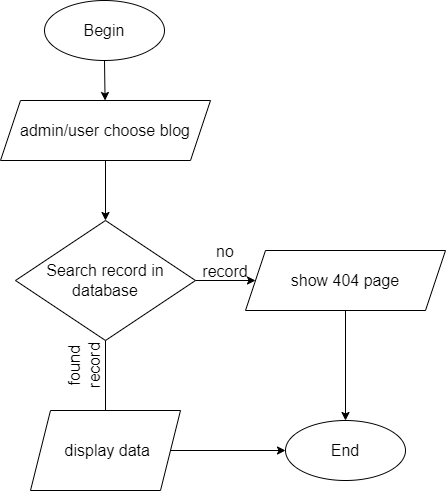 Begin
admin/user choose blog
Search record in
database
no
record
show 404 page
found
record
display data
End